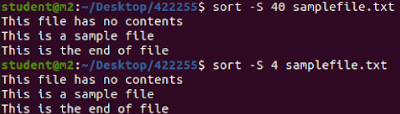 student@m2:~/Desktop/422255$ sort -S 40 samplefile.txt
This file has no contents
This is a sample file
This is the end of file
student@m2:~/Desktop/422255$ sort -S 4 samplefile.txt
This file has no contents
This is a sample file
This is the end of file